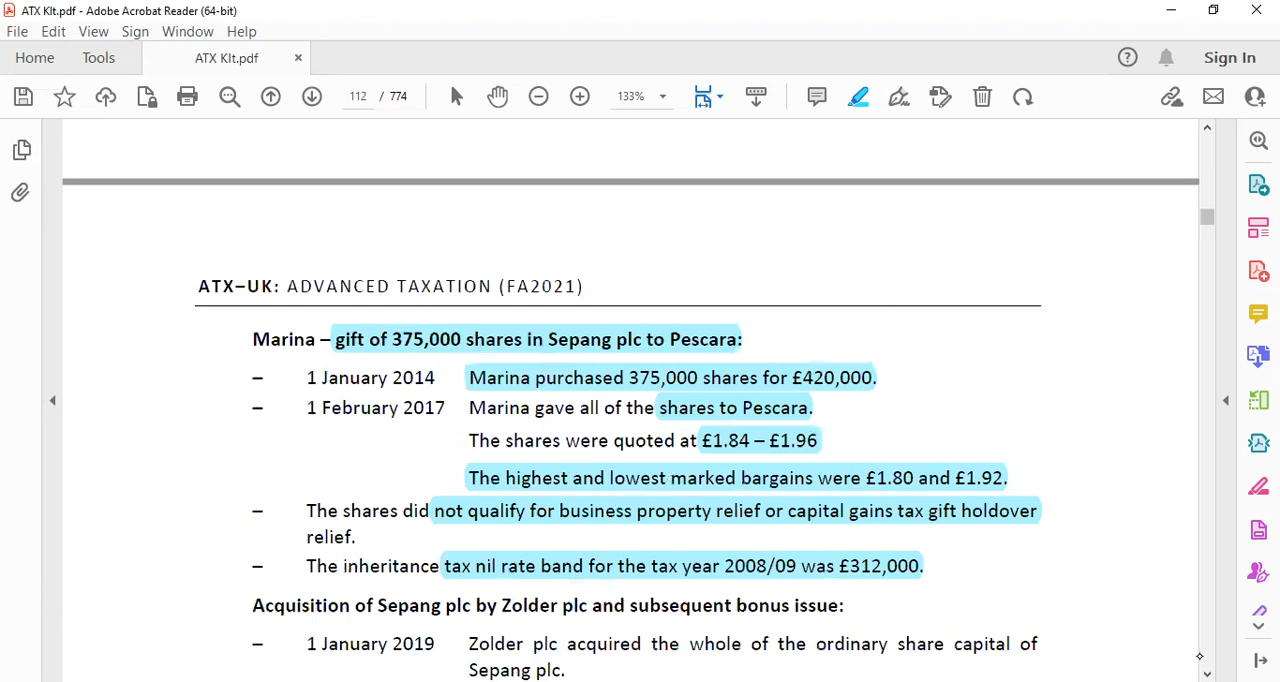 ATX KIt.pdf - Adobe Acrobat Reader (64-bit)
File Edit View Sign Window Help
Home Tools ATX KIt.pdf × Sign In
112 / 774 133%
ATX–UK: ADVANCED TAXATION (FA2021)
Marina – gift of 375,000 shares in Sepang plc to Pescara:
– 1 January 2014 Marina purchased 375,000 shares for £420,000.
– 1 February 2017 Marina gave all of the shares to Pescara.
The shares were quoted at £1.84 – £1.96
The highest and lowest marked bargains were £1.80 and £1.92.
– The shares did not qualify for business property relief or capital gains tax gift holdover
relief.
– The inheritance tax nil rate band for the tax year 2008/09 was £312,000.
Acquisition of Sepang plc by Zolder plc and subsequent bonus issue:
– 1 January 2019 Zolder plc acquired the whole of the ordinary share capital of
Sepang plc.